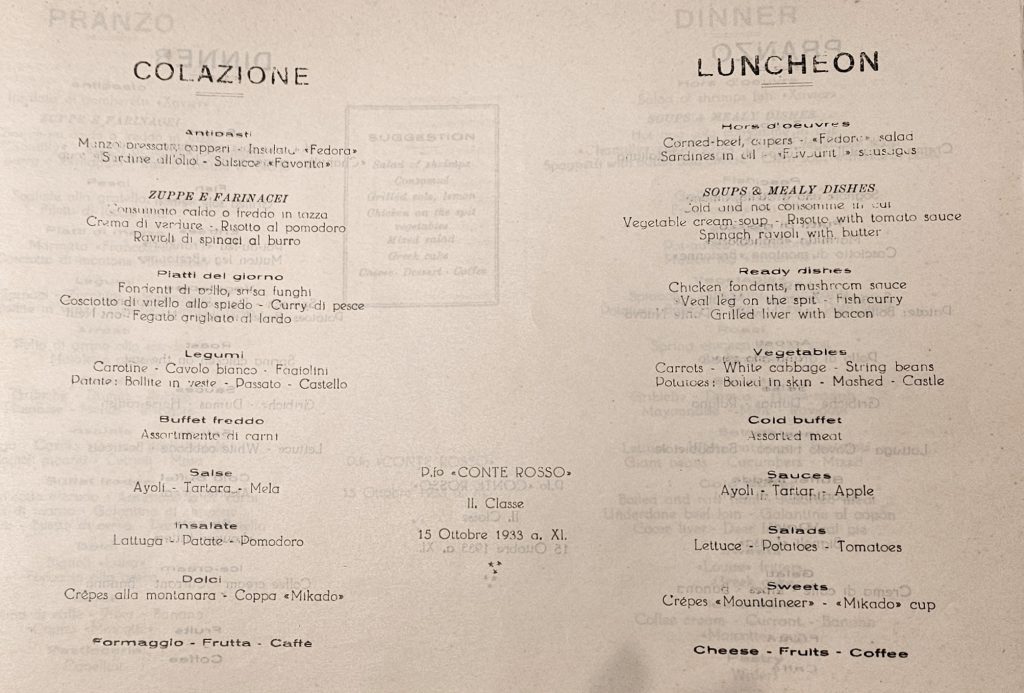 COLAZIONE
Antipasti
Manzo pressato, capperi - Insalata «Fedora»
Sardine all'olio - Salsicce «Favorita»
ZUPPE E FARINACEI
Consumato caldo o freddo in tazza
Crema di verdure - Risotto al pomodoro
Ravioli di spinaci al burro
Piatti del giorno
Fondenti di pollo, salsa funghi
Cosciotto di vitello allo spiedo - Curry di pesce
Fegato grigliato al lardo
Legumi
Carotine - Cavolo bianco - Fagiolini
Patate: Bollite in veste - Passato - Castello
Buffet freddo
Assortimento di carni
Salse
Ayoli - Tartara - Mela
Insalate
Lattuga - Patate - Pomodoro
Dolci
Crêpes alla montanara - Coppa «Mikado»
Formaggio - Frutta - Caffè
P.fo «CONTE ROSSO»
II. Classe
15 Ottobre 1933 a. XI.
LUNCHEON
Hors d'oeuvres
Corned-beef, capers - «Fedora» salad
Sardines in oil - «Favourit » sausages
SOUPS & MEALY DISHES
Cold and not consomme in cup
Vegetable cream-soup - Risotto with tomato sauce
Spinach ravioli with butter
Ready dishes
Chicken fondants, mushroom sauce
Veal leg on the spit - Fish curry
Grilled liver with bacon
Vegetables
Carrots - White cabbage - String beans
Potatoes: Boiled in skin - Mashed - Castle
Cold buffet
Assorted meat
Sauces
Ayoli - Tartar - Apple
Salads
Lettuce - Potatoes - Tomatoes
Sweets
Crêpes «Mountaineer» - «Mikado» cup
Cheese - Fruits - Coffee